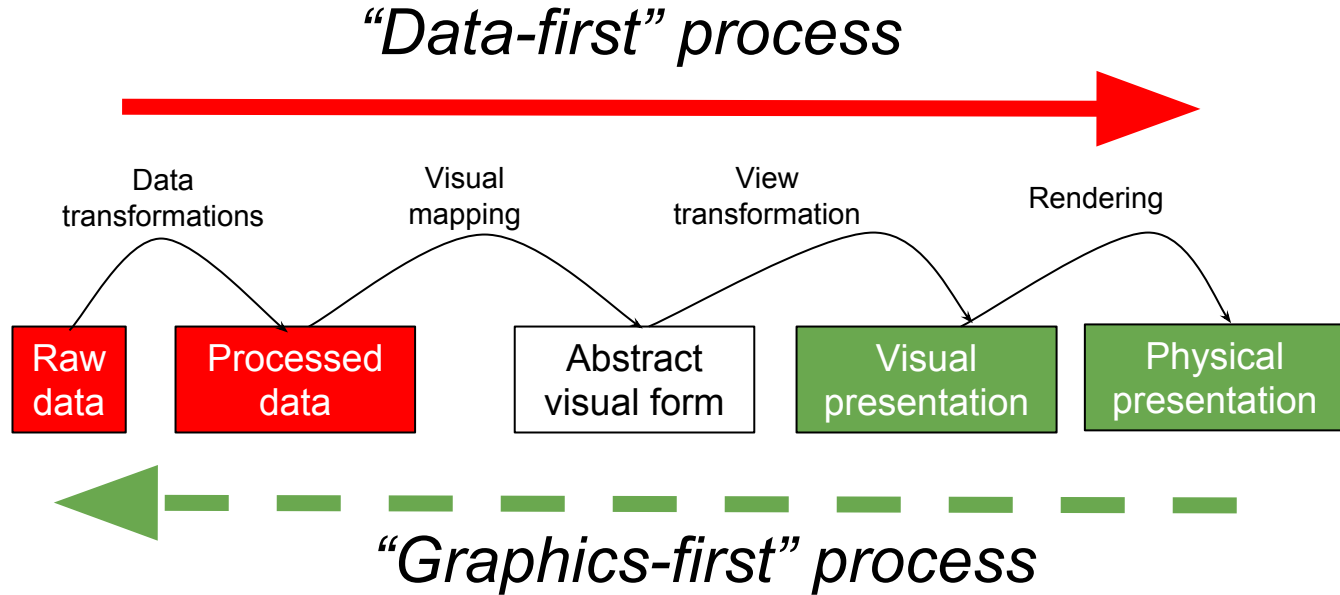 “Data-first” process
Data
transformations
Visual
mapping
View
transformation
Rendering
Raw
data
Processed
data
Abstract
visual form
Visual
presentation
Physical
presentation
“Graphics-first” process